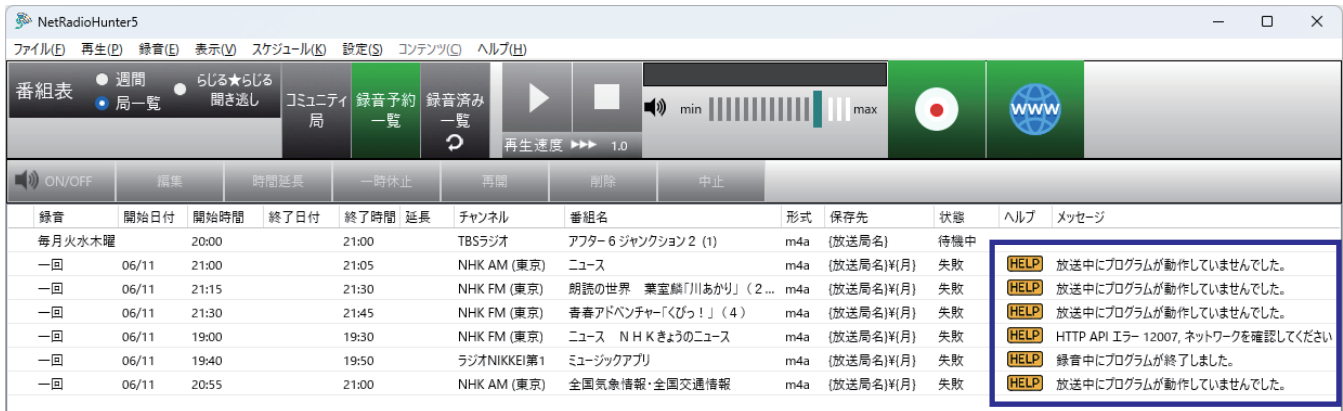 NetRadioHunter5
ファイル(F) 再生(P) 録音(E) 表示(V) スケジュール(K) 設定(S) コンテンツ(C) ヘルプ(H)
番組表
週間
局一覧
らじる★らじる
聞き逃し
コミュニティ
局
録音予約
一覧
録音済み
一覧
再生速度 ▶▶▶ 1.0
min
max
WWW
ON/OFF 編集 時間延長 一時休止 再開 削除 中止
録音 開始日付 開始時間 終了日付 終了時間 延長 チャンネル 番組名 形式 保存先 状態 ヘルプ メッセージ
毎月火水木曜 20:00 21:00 TBSラジオ アフター6ジャンクション2 (1) m4a {放送局名} 待機中
一回 06/11 21:00 21:05 NHK AM (東京) ニュース m4a {放送局名}¥{月} 失敗 HELP 放送中にプログラムが動作していませんでした。
一回 06/11 21:15 21:30 NHK FM (東京) 朗読の世界 葉室麟「川あかり」(2... m4a {放送局名}¥{月} 失敗 HELP 放送中にプログラムが動作していませんでした。
一回 06/11 21:30 21:45 NHK FM (東京) 青春アドベンチャー「くびっ!」(4) m4a {放送局名}¥{月} 失敗 HELP 放送中にプログラムが動作していませんでした。
一回 06/11 19:00 19:30 NHK FM (東京) ニュース NHKきょうのニュース m4a {放送局名}¥{月} 失敗 HELP HTTP API エラー 12007, ネットワークを確認してください
一回 06/11 19:40 19:50 ラジオNIKKEI第1 ミュージックアプリ m4a {放送局名}¥{月} 失敗 HELP 録音中にプログラムが終了しました。
一回 06/11 20:55 21:00 NHK AM (東京) 全国気象情報・全国交通情報 m4a {放送局名}¥{月} 失敗 HELP 放送中にプログラムが動作していませんでした。